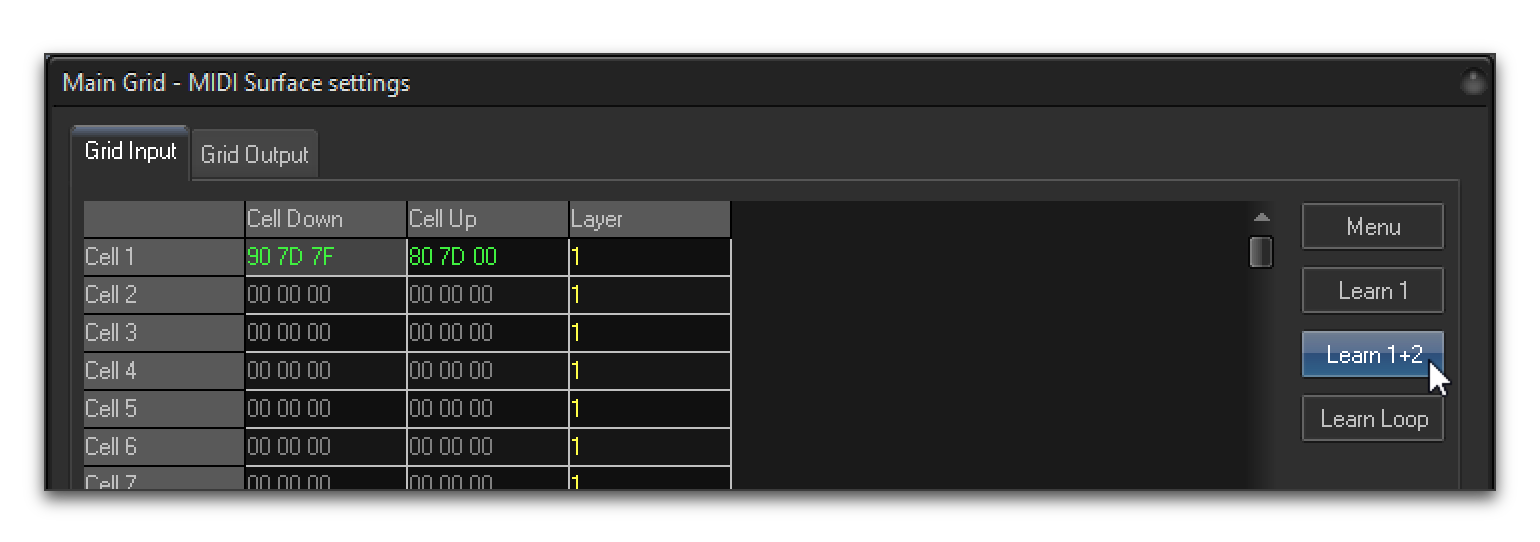 Main Grid - MIDI Surface settings
Grid Input Grid Output
Cell Down Cell Up Layer
Menu
Cell 1 90 7D 7F 80 7D 00 1
Cell 2 00 00 00 00 00 00 1
Learn 1
Cell 3 00 00 00 00 00 00 1
Cell 4 00 00 00 00 00 00 1
Learn 1+2
Cell 5 00 00 00 00 00 00 1
Learn Loop
Cell 6 00 00 00 00 00 00 1
Cell 7 00 00 00 00 00 00 1